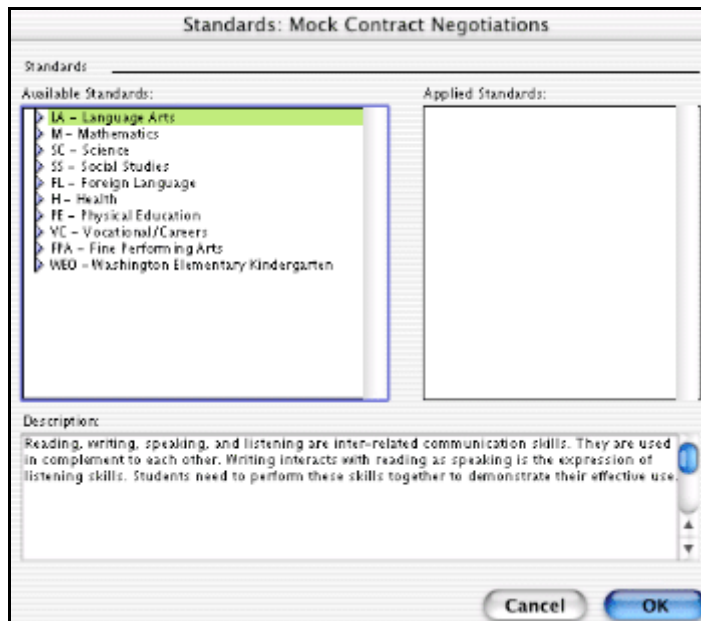 Standards: Mock Contract Negotiations
Standards
Available Standards:
Applied Standards:
LA – Language Arts
M – Mathematics
SC – Science
SS – Social Studies
FL – Foreign Language
H – Health
PE – Physical Education
VC – Vocational/Careers
FPA – Fine Performing Arts
WEO – Washington Elementary Kindergarten
Description:
Reading, writing, speaking, and listening are inter-related communication skills. They are used
in complement to each other. Writing interacts with reading as speaking is the expression of
listening skills. Students need to perform these skills together to demonstrate their effective use.
Cancel
OK